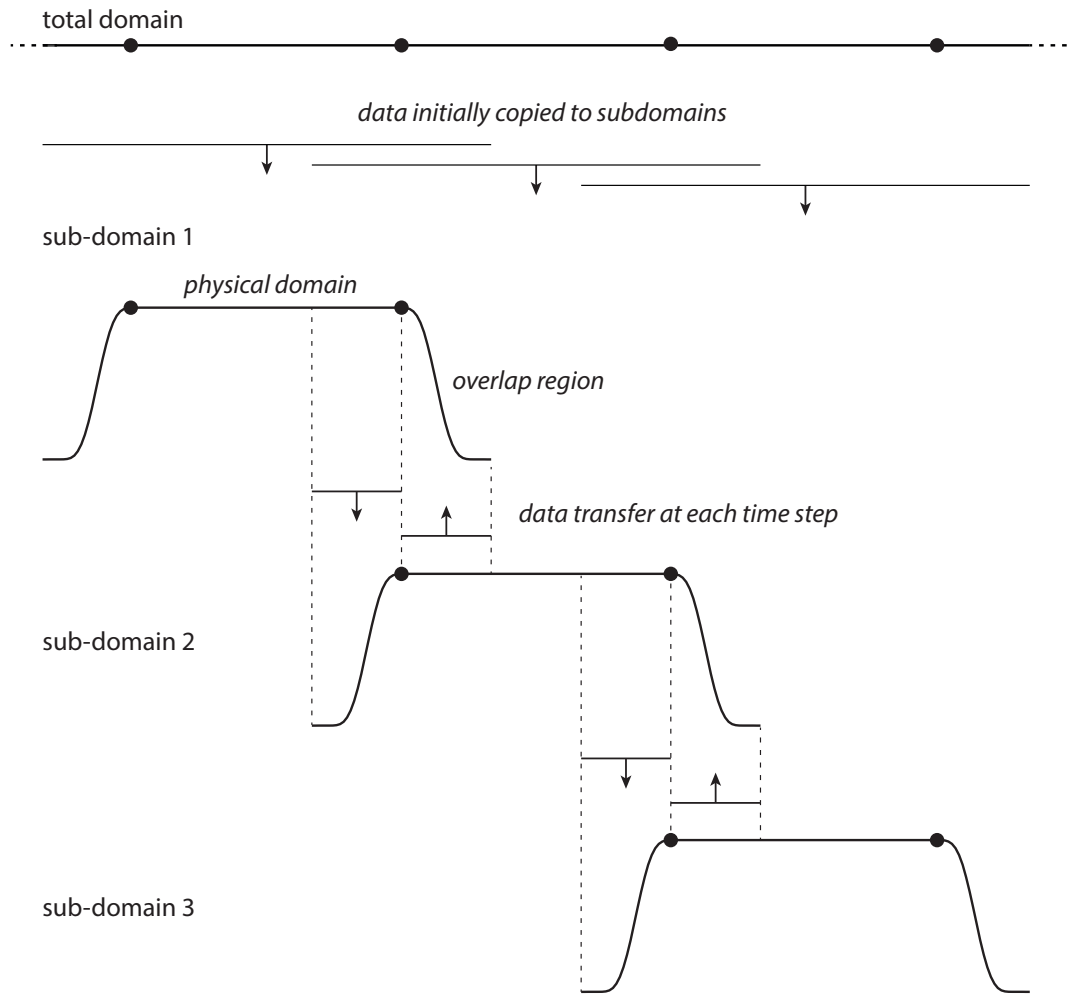 total domain
data initially copied to subdomains
sub-domain 1
physical domain
overlap region
data transfer at each time step
sub-domain 2
sub-domain 3